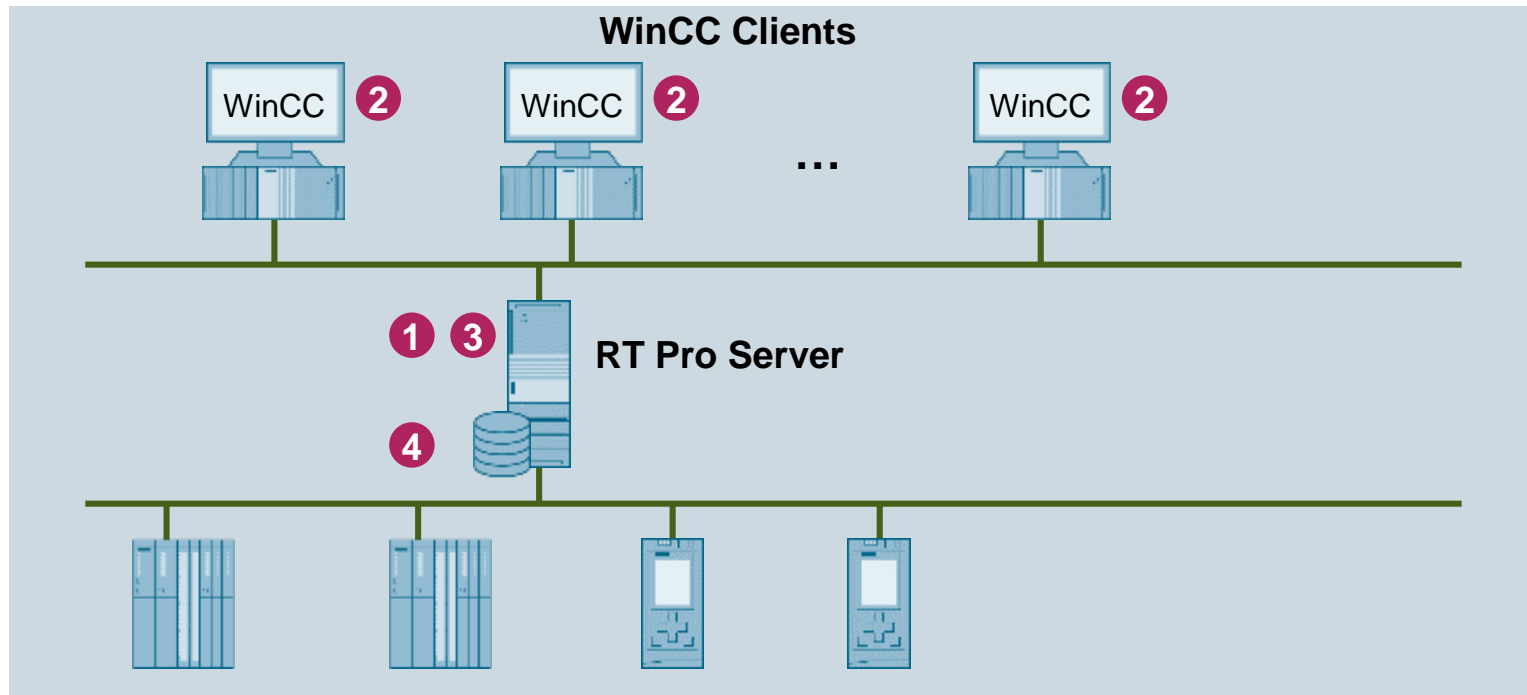 WinCC Clients
WinCC 2 WinCC 2 WinCC 2
...
1 3
RT Pro Server
4